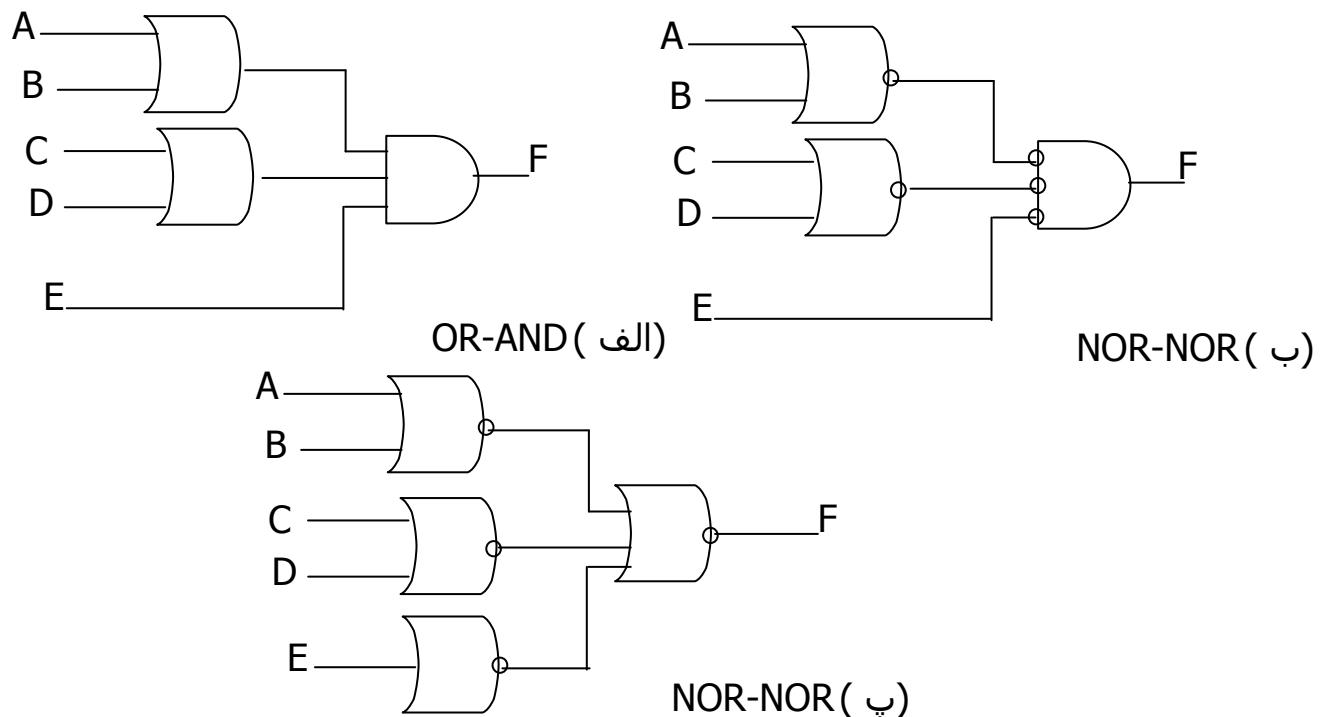 A
B
C
D
E
F
OR-AND ( الف)
A
B
C
D
E
F
NOR-NOR ( ب)
A
B
C
D
E
F
NOR-NOR ( پ)